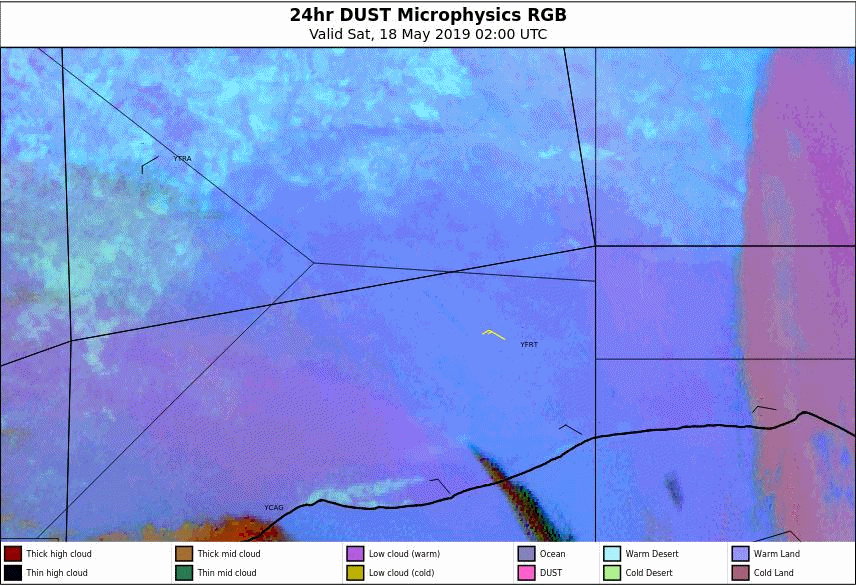 24hr DUST Microphysics RGB
Valid Sat, 18 May 2019 02:00 UTC
YTRA
YFRT
YCAG
Thick high cloud
Thick mid cloud
Low cloud (warm)
Ocean
Warm Desert
Warm Land
Thin high cloud
Thin mid cloud
Low cloud (cold)
DUST
Cold Desert
Cold Land